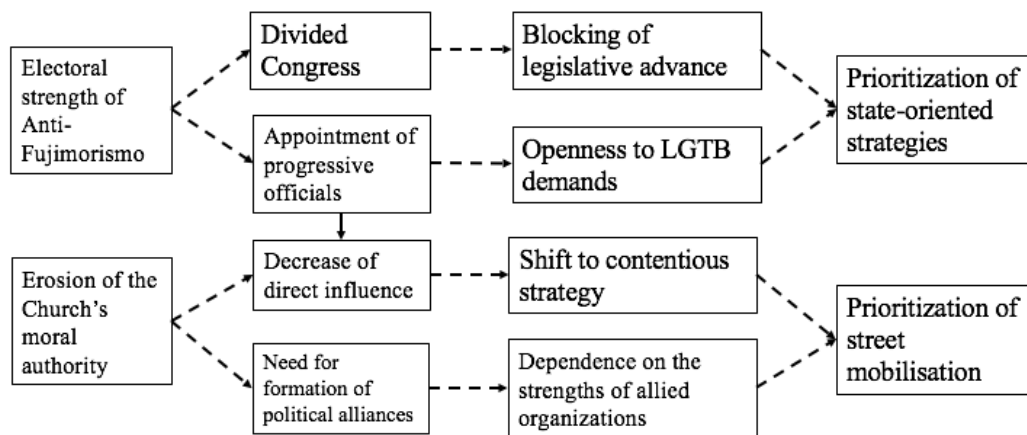 Electoral
strength of
Anti-
Fujimorismo
Divided
Congress
Blocking of
legislative advance
Appointment of
progressive
officials
Openness to LGTB
demands
Prioritization of
state-oriented
strategies
Erosion of the
Church's
moral
authority
Decrease of
direct influence
Shift to contentious
strategy
Need for
formation of
political alliances
Dependence on the
strengths of allied
organizations
Prioritization of
street
mobilisation